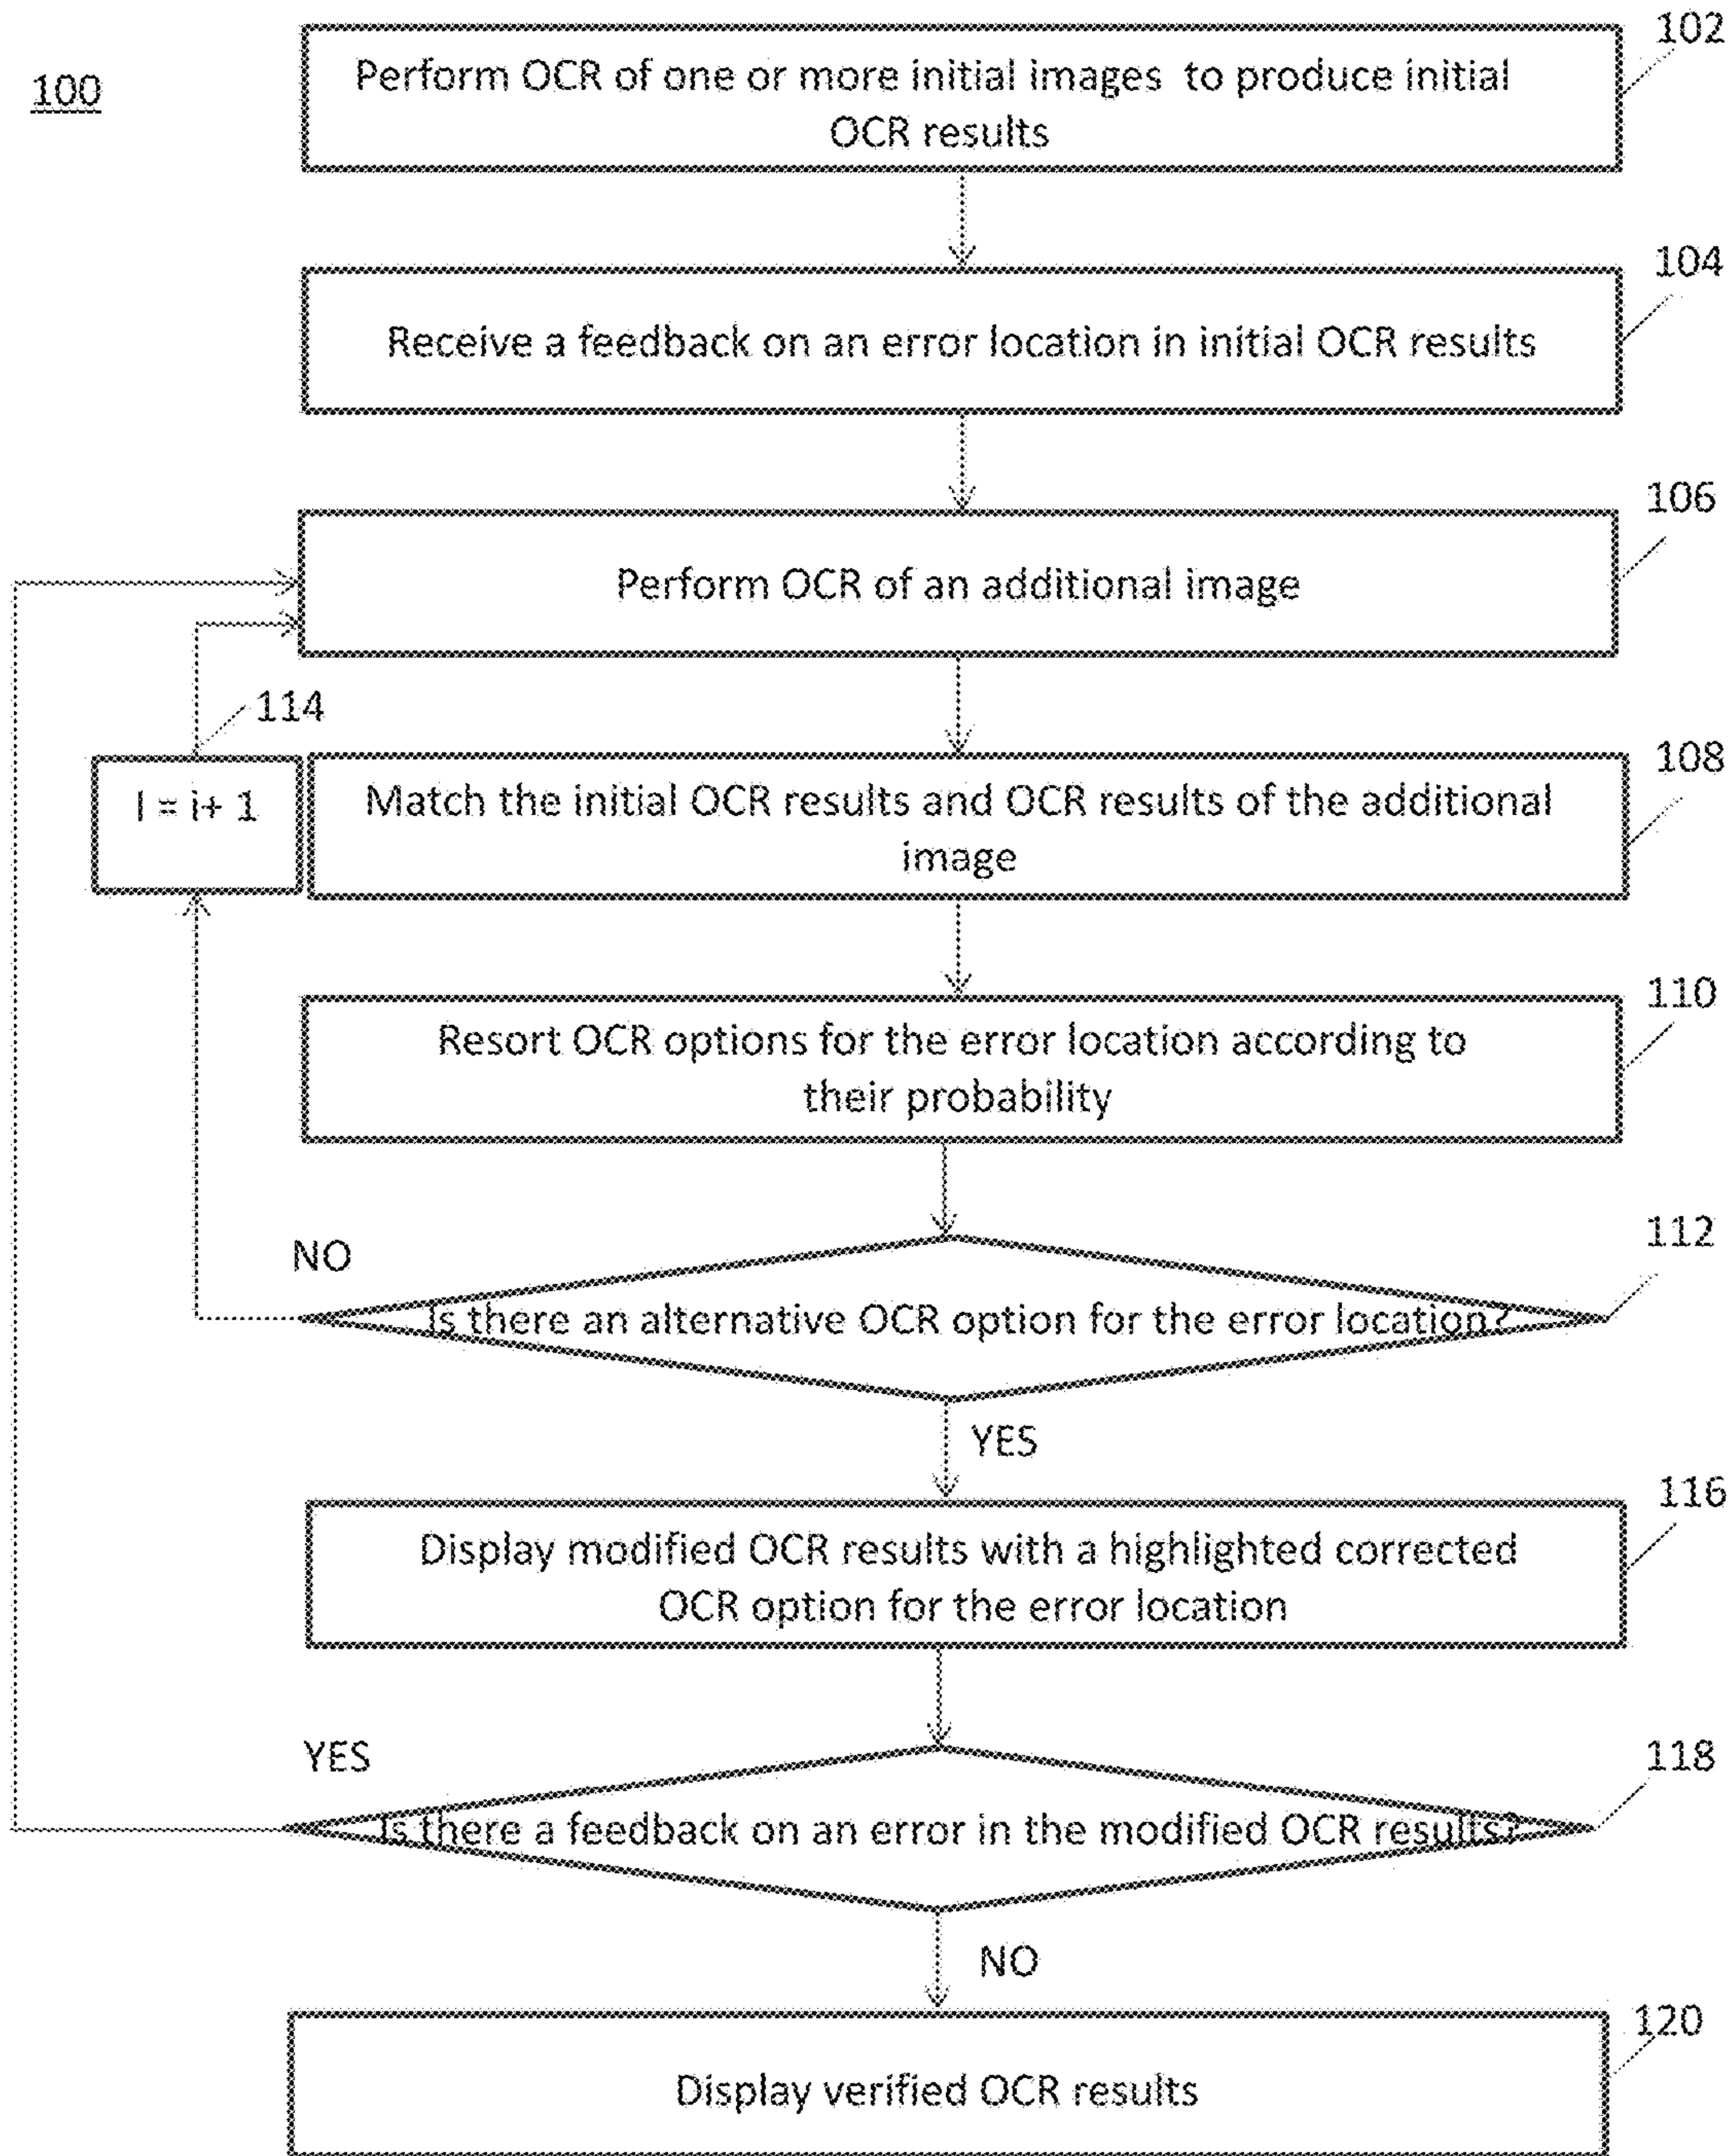 100
102
Perform OCR of one or more initial images to produce initial
OCR results
104
Receive a feedback on an error location in initial OCR results
106
Perform OCR of an additional image
114
I = i+ 1
108
Match the initial OCR results and OCR results of the additional
image
110
Resort OCR options for the error location according to
their probability
112
NO
Is there an alternative OCR option for the error location?
YES
116
Display modified OCR results with a highlighted corrected
OCR option for the error location
118
YES
Is there a feedback on an error in the modified OCR results?
NO
120
Display verified OCR results